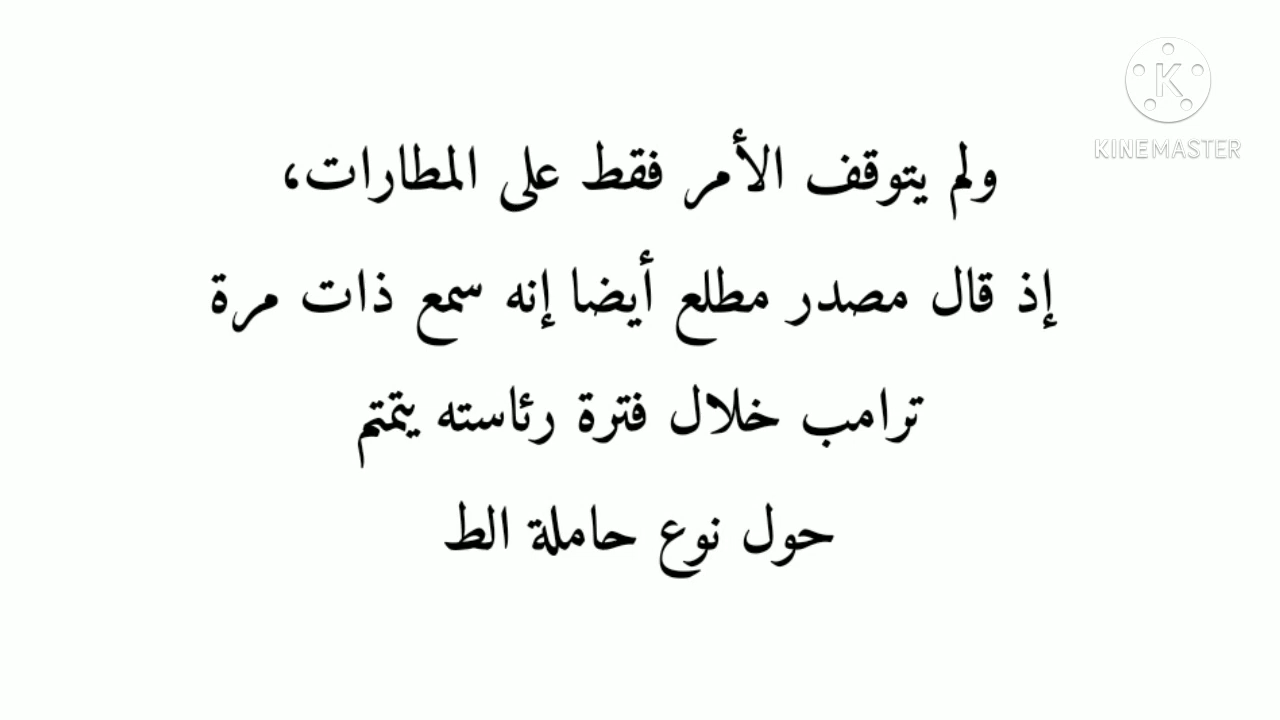 ولم يتوقف الأمر فقط على المطارات،
إذ قال مصدر مطلع أيضا إنه سمع ذات مرة
ترامب خلال فترة رئاسته يتمتم
حول نوع حاملة الط
K
KINEMASTER